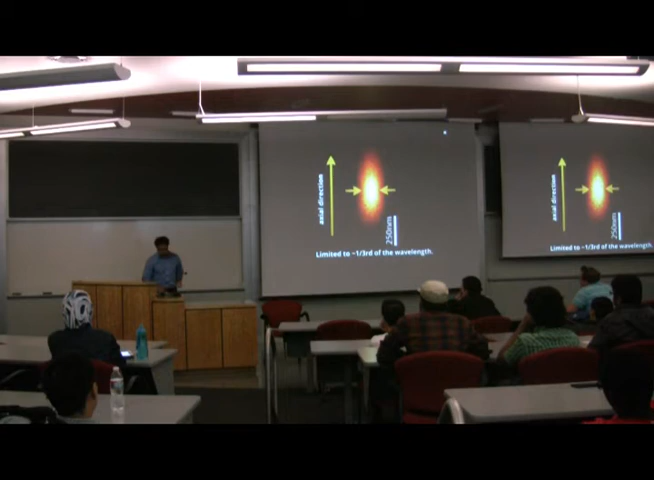 axial direction
250nm
Limited to ~1/3rd of the wavelength.
axial direction
250nm
Limited to ~1/3rd of the wavelength.